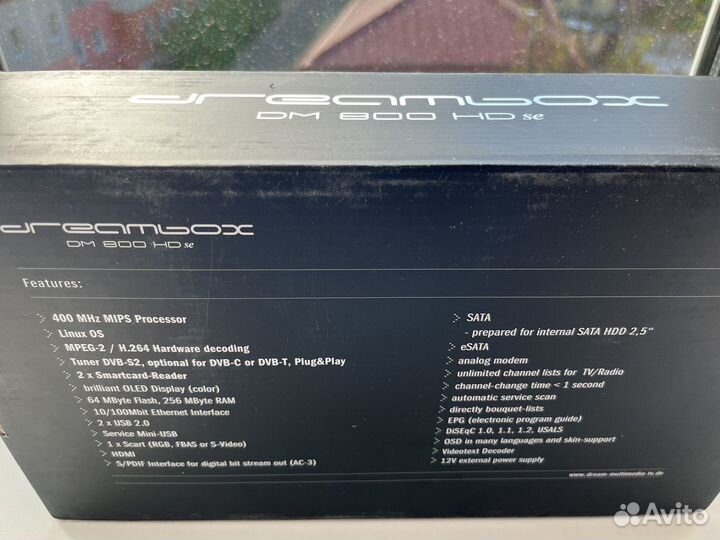 dreambox
DM 800 HD se
dreambox
DM 800 HD se
Features:
400 MHz MIPS Processor
Linux OS
MPEG-2 / H.264 Hardware decoding
Tuner DVB-S2, optional for DVB-C or DVB-T, Plug&Play
2 x Smartcard-Reader
brilliant OLED Display (color)
64 MByte Flash, 256 MByte RAM
10/100Mbit Ethernet Interface
2 x USB 2.0
Service Mini-USB
1 x Scart (RGB, FBAS or S-Video)
HDMI
S/PDIF Interface for digital bit stream out (AC-3)
SATA
- prepared for internal SATA HDD 2,5“
eSATA
analog modem
unlimited channel lists for TV/Radio
channel-change time < 1 second
automatic service scan
directly bouquet-lists
EPG (electronic program guide)
DiSEqC 1.0, 1.1, 1.2, USALS
OSD in many languages and skin-support
Videotext Decoder
12V external power supply
www.dream-multimedia-tv.de
Avito